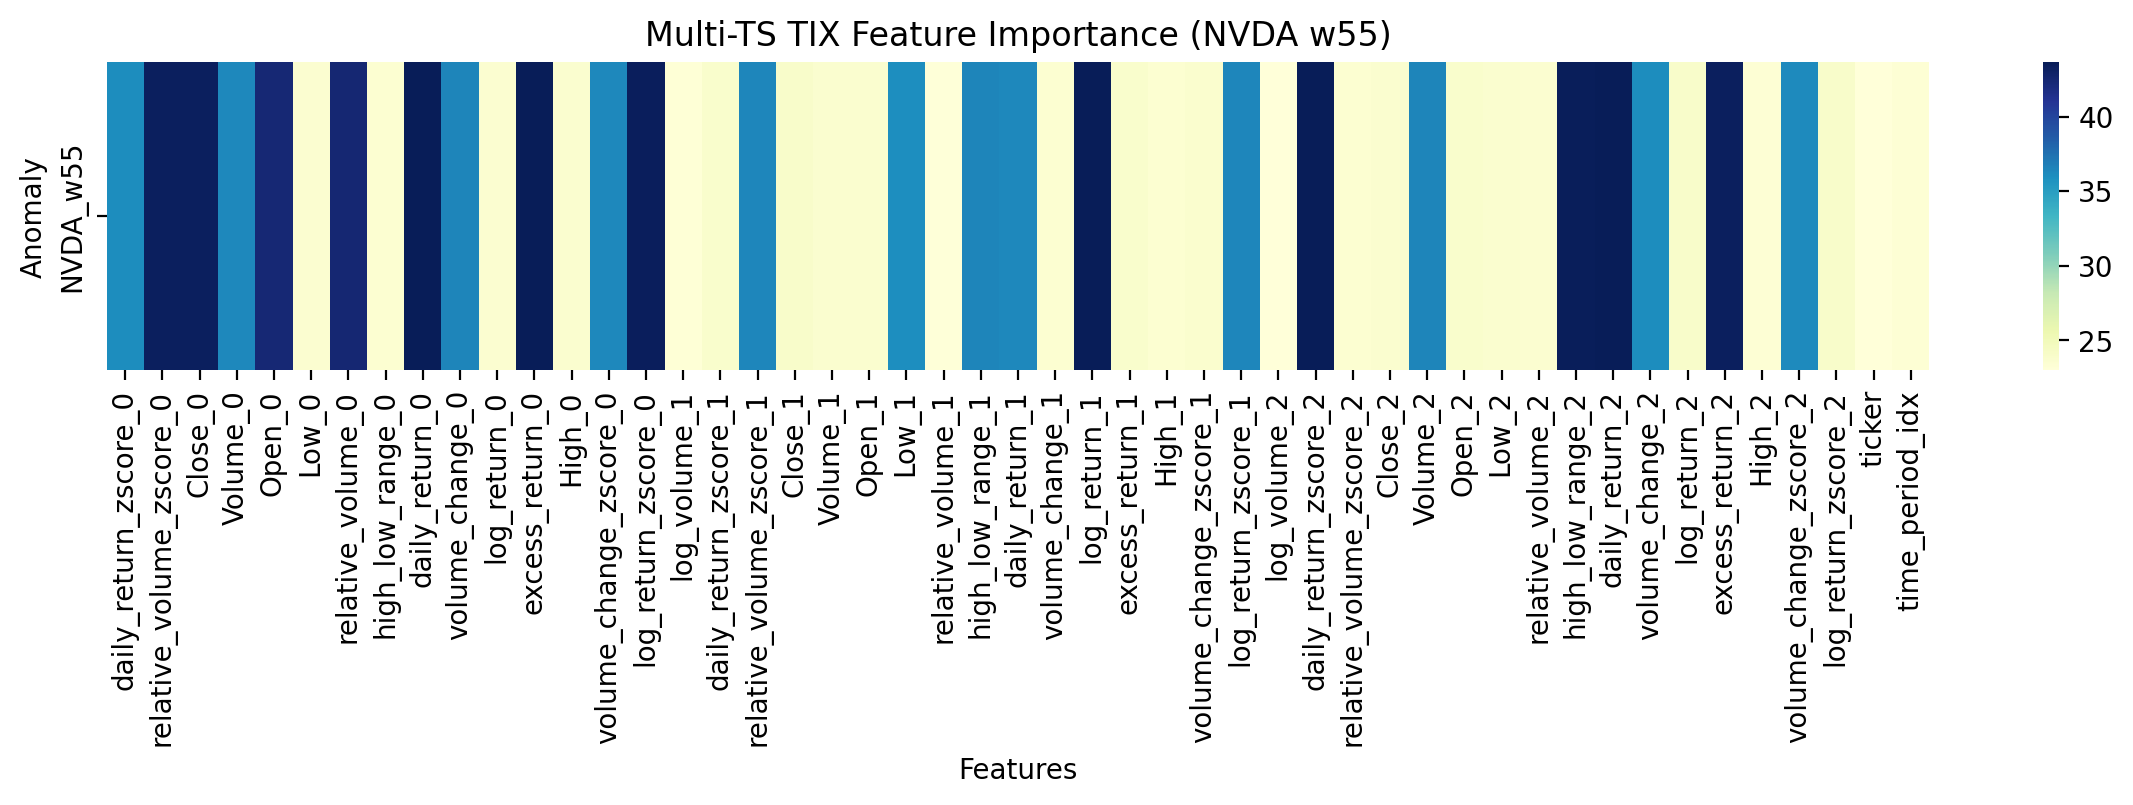 Multi-TS TIX Feature Importance (NVDA w55)
Anomaly
NVDA_w55
daily_return_zscore_0
relative_volume_zscore_0
Close_0
Volume_0
Open_0
Low_0
relative_volume_0
high_low_range_0
daily_return_0
volume_change_0
log_return_0
excess_return_0
High_0
volume_change_zscore_0
log_return_zscore_0
log_volume_1
daily_return_zscore_1
relative_volume_zscore_1
Close_1
Volume_1
Open_1
Low_1
relative_volume_1
high_low_range_1
daily_return_1
volume_change_1
log_return_1
excess_return_1
High_1
volume_change_zscore_1
log_return_zscore_1
log_volume_2
daily_return_zscore_2
relative_volume_zscore_2
Close_2
Volume_2
Open_2
Low_2
relative_volume_2
high_low_range_2
daily_return_2
volume_change_2
log_return_2
excess_return_2
High_2
volume_change_zscore_2
log_return_zscore_2
ticker
time_period_idx
Features
40
35
30
25